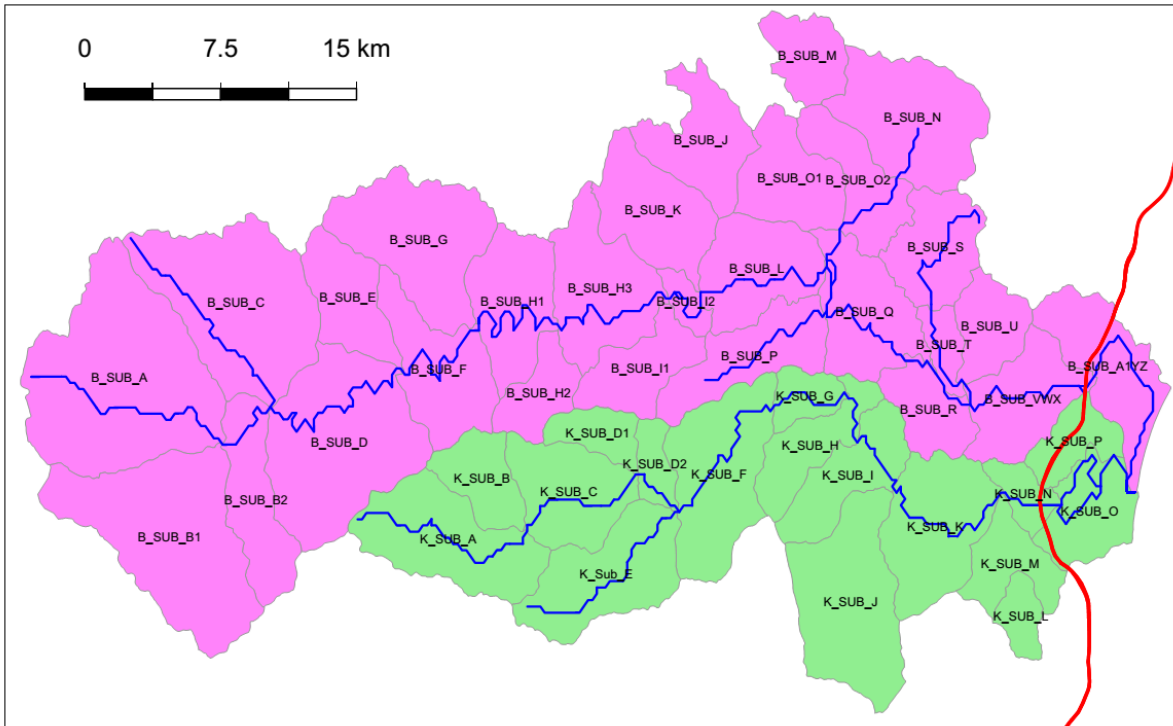 0 7.5 15 km
B_SUB_M
B_SUB_N
B_SUB_J
B_SUB_O1
B_SUB_O2
B_SUB_K
B_SUB_G
B_SUB_S
B_SUB_C
B_SUB_E
B_SUB_H3
B_SUB_L
B_SUB_H1
B_SUB_I2
B_SUB_Q
B_SUB_U
B_SUB_T
B_SUB_P
B_SUB_A
B_SUB_F
B_SUB_I1
B_SUB_A1YZ
B_SUB_H2
K_SUB_G
B_SUB_VWX
B_SUB_R
B_SUB_D
K_SUB_D1
K_SUB_H
K_SUB_P
K_SUB_B
K_SUB_D2
K_SUB_F
K_SUB_I
B_SUB_B2
K_SUB_C
K_SUB_N
K_SUB_O
B_SUB_B1
K_SUB_A
K_SUB_K
K_Sub_E
K_SUB_M
K_SUB_J
K_SUB_L